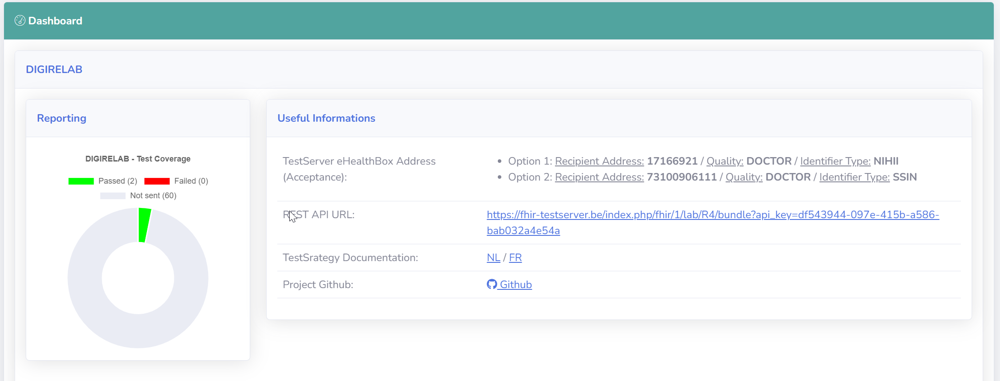 Dashboard
DIGIRELAB
Reporting
DIGIRELAB - Test Coverage
Passed (2) Failed (0)
Not sent (60)
Useful Informations
TestServer eHealthBox Address
(Acceptance):
• Option 1: Recipient Address: 17166921 / Quality: DOCTOR / Identifier Type: NIHII
• Option 2: Recipient Address: 73100906111 / Quality: DOCTOR / Identifier Type: SSIN
REST API URL:
https://fhir-testserver.be/index.php/fhir/1/lab/R4/bundle?api_key=df543944-097e-415b-a586-
bab032a4e54a
TestSrategy Documentation:
NL / FR
Project Github:
Github